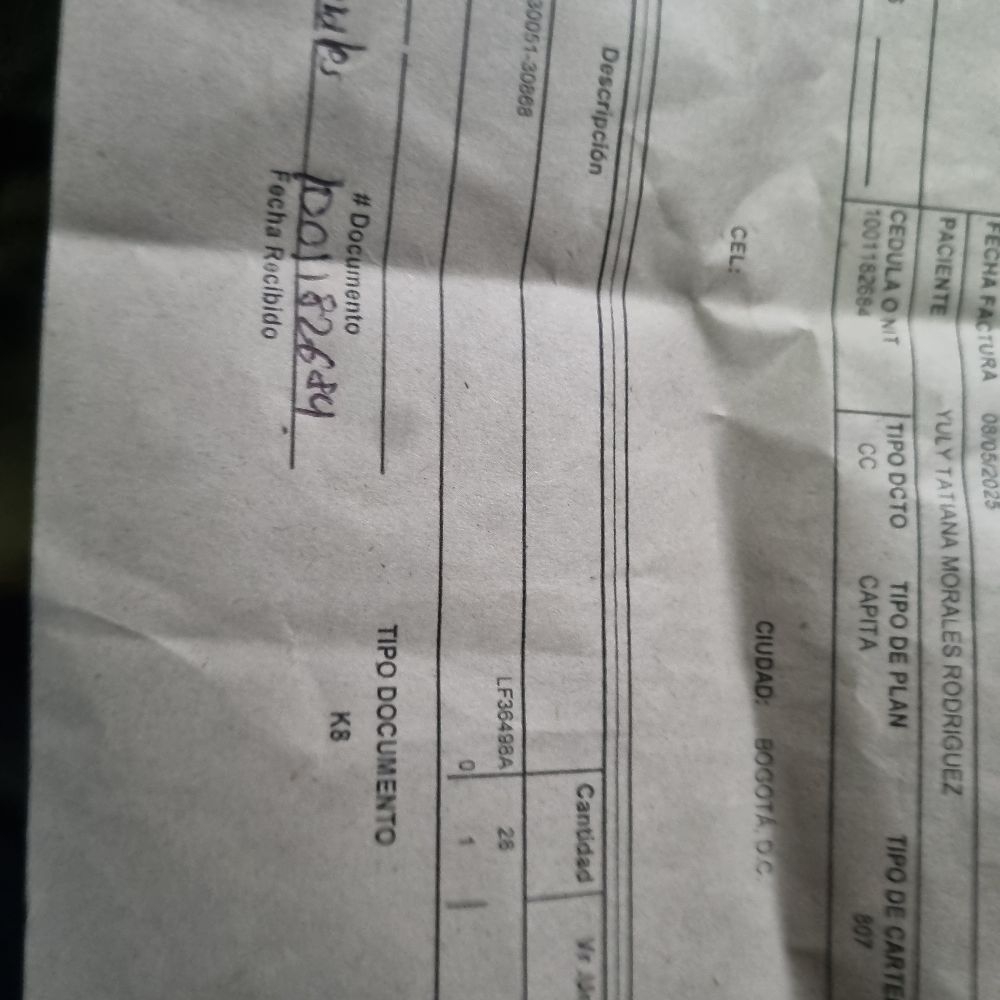 FECHA FACTURA 08/05/2025
PACIENTE YULY TATIANA MORALES RODRIGUEZ
CEDULA O NIT TIPO DCTO TIPO DE PLAN TIPO DE CARTE
1001182684 CC CAPITA 807
CEL: CIUDAD: BOGOTÁ, D.C.
Descripción Cantidad Vr
30051-30868 LF36498A 28
0 1
# Documento TIPO DOCUMENTO
1001182684 K8
Fecha Recibido